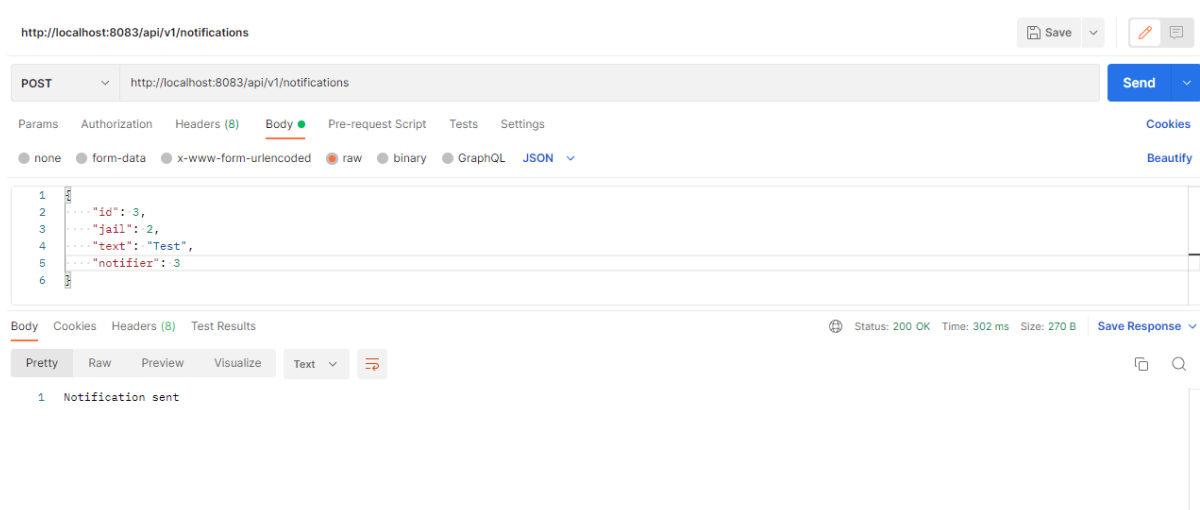 http://localhost:8083/api/v1/notifications
Save
POST
http://localhost:8083/api/v1/notifications
Send
Params Authorization Headers (8) Body Pre-request Script Tests Settings Cookies
none form-data x-www-form-urlencoded raw binary GraphQL JSON Beautify
1 {
2 "id": 3,
3 "jail": 2,
4 "text": "Test",
5 "notifier": 3
6 }
Body Cookies Headers (8) Test Results Status: 200 OK Time: 302 ms Size: 270 B Save Response
Pretty Raw Preview Visualize Text
1 Notification sent